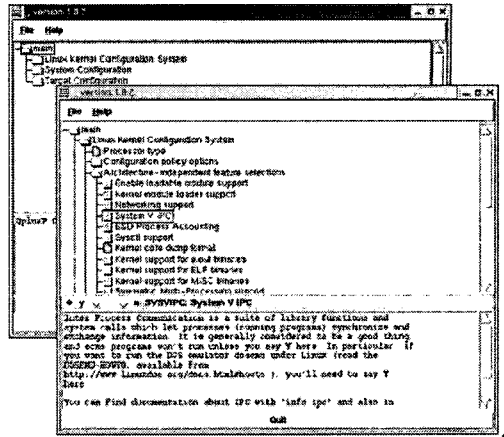 version 1.8.2
File Help
main
Linux Kernel Configuration System
System Configuration
Target Configuration
version 1.8.2
File Help
main
Linux Kernel Configuration System
Processor type
Configuration policy options
Architecture-independent feature selections
Enable loadable module support
Kernel module loader support
Networking support
System V IPC
BSD Process Accounting
Sysctl support
Kernel core dump format
Kernel support for a.out binaries
Kernel support for ELF binaries
Kernel support for MISC binaries
Symmetric Multi-Processing support
y n SYSVIPC: System V IPC
Inter Process Communication is a suite of library functions and
system calls which let processes (running programs) synchronize and
exchange information. It is generally considered to be a good thing
and some programs won't run unless you say Y here. In particular, if
you want to run the DOS emulator dosemu under Linux (read the
DOSEMU-HOWTO, available from
http://www.linuxdoc.org/docs.html#howto ), you'll need to say Y
here
You can find documentation about IPC with 'info ipc' and also in
Quit